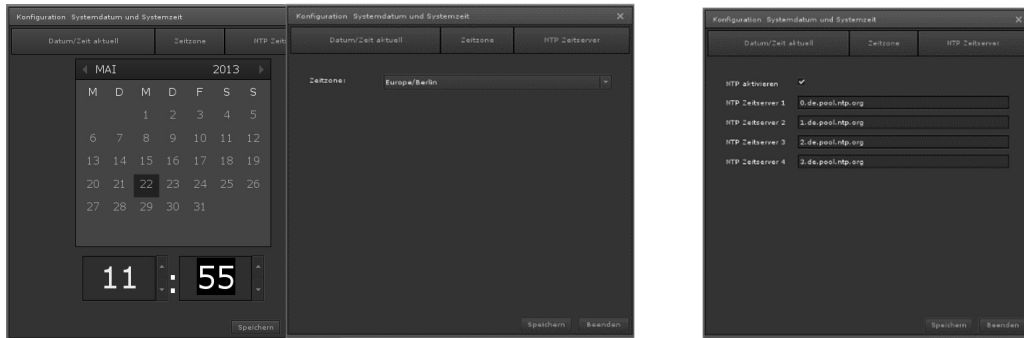 Konfiguration Systemdatum und Systemzeit
Datum/Zeit aktuell Zeitzone NTP Zeits
MAI 2013
M D M D F S S
1 2 3 4 5
6 7 8 9 10 11 12
13 14 15 16 17 18 19
20 21 22 23 24 25 26
27 28 29 30 31
11 : 55
Speichern
Konfiguration Systemdatum und Systemzeit
Datum/Zeit aktuell Zeitzone NTP Zeitserver
Zeitzone: Europe/Berlin
Speichern Beenden
Konfiguration Systemdatum und Systemzeit
Datum/Zeit aktuell Zeitzone NTP Zeitserver
NTP aktivieren
NTP Zeitserver 1 0.de.pool.ntp.org
NTP Zeitserver 2 1.de.pool.ntp.org
NTP Zeitserver 3 2.de.pool.ntp.org
NTP Zeitserver 4 3.de.pool.ntp.org
Speichern Beenden